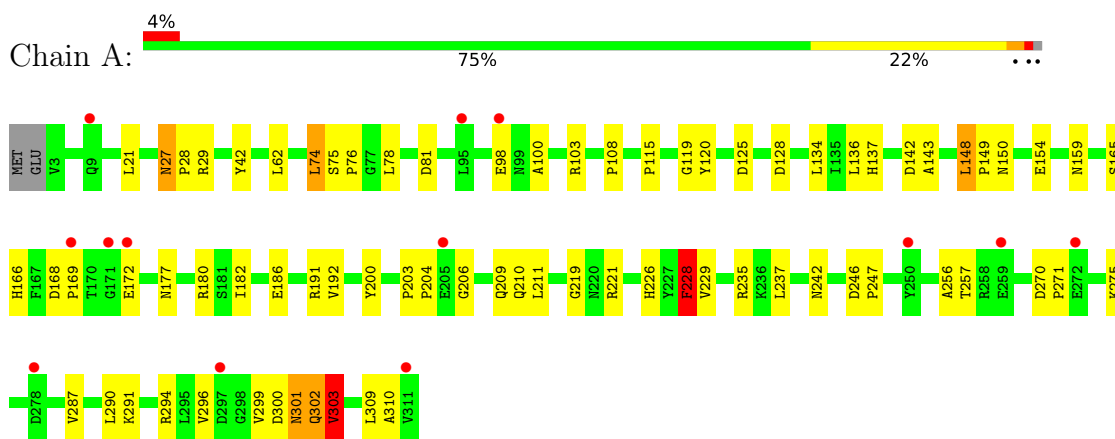 4%
Chain A:
75% 22% • ••
MET GLU V3 Q9 L21 N27 P28 R29 Y42 L62 L74 S75 P76 G77 L78 D81 L95 E98 N99 A100 R103 P108 P115 G119 Y120 D125 D128 L134 I135 L136 H137 D142 A143 L148 P149 N150 E154 N159 S165
H166 F167 D168 P169 T170 G171 E172 N177 R180 S181 I182 E186 R191 V192 Y200 P203 P204 E205 G206 Q209 Q210 L211 G219 N220 R221 H226 Y227 F228 V229 R235 K236 L237 N242 D246 P247 Y250 A256 T257 R258 E259 D270 P271 E272 K275
D278 V287 L290 K291 R294 L295 V296 D297 G298 V299 D300 N301 Q302 V303 L309 A310 V311